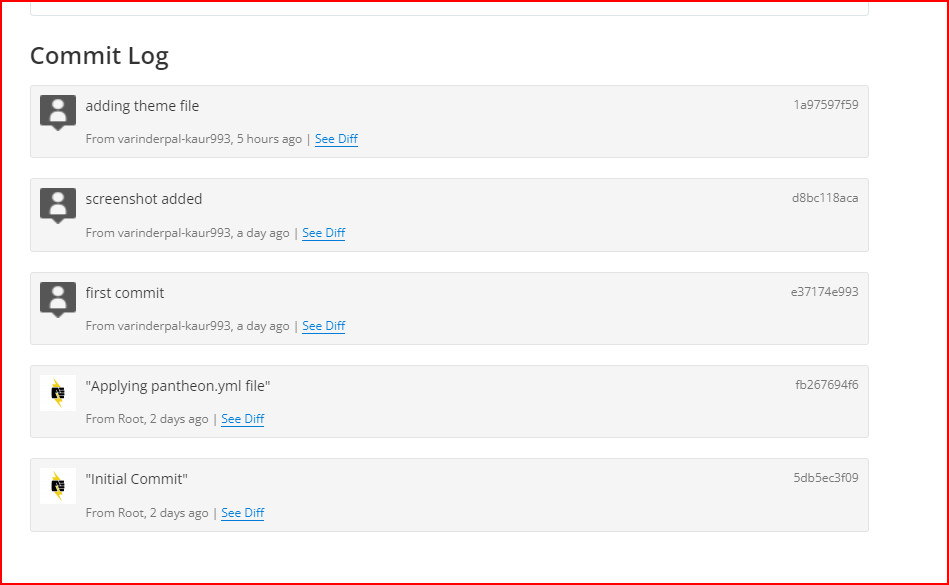 Commit Log
adding theme file 1a97597f59
From varinderpal-kaur993, 5 hours ago | See Diff
screenshot added d8bc118aca
From varinderpal-kaur993, a day ago | See Diff
first commit e37174e993
From varinderpal-kaur993, a day ago | See Diff
"Applying pantheon.yml file" fb267694f6
From Root, 2 days ago | See Diff
"Initial Commit" 5db5ec3f09
From Root, 2 days ago | See Diff